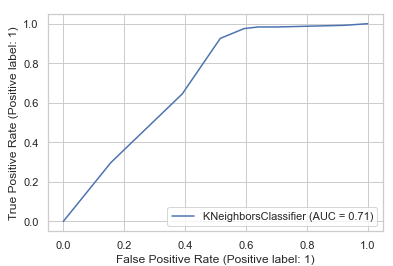 1.0
0.8
0.6
0.4
0.2
0.0
True Positive Rate (Positive label: 1)
KNeighborsClassifier (AUC = 0.71)
0.0 0.2 0.4 0.6 0.8 1.0
False Positive Rate (Positive label: 1)